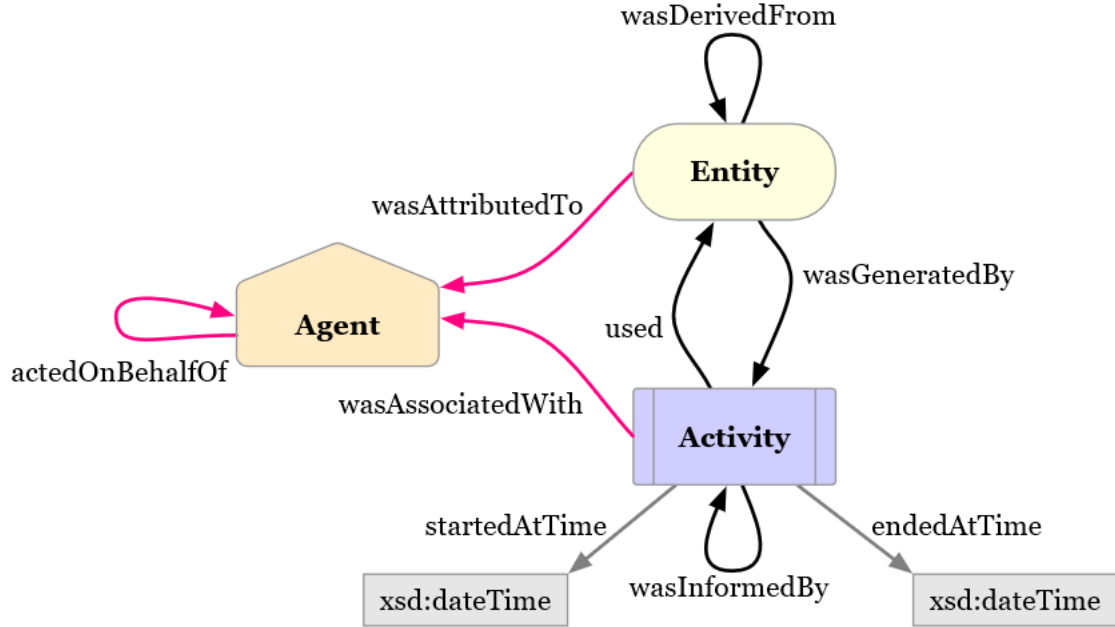 wasDerivedFrom
Entity
wasAttributedTo
wasGeneratedBy
Agent
used
actedOnBehalfOf
wasAssociatedWith
Activity
startedAtTime
endedAtTime
wasInformedBy
xsd:dateTime
xsd:dateTime